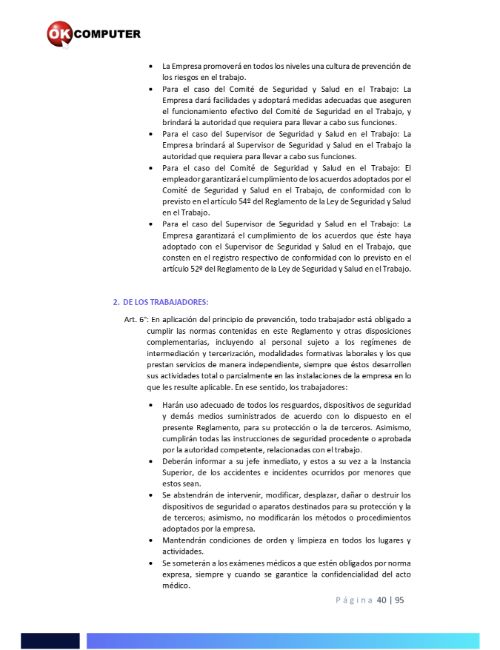 OK COMPUTER
• La Empresa promoverá en todos los niveles una cultura de prevención de
los riesgos en el trabajo.
• Para el caso del Comité de Seguridad y Salud en el Trabajo: La
Empresa dará facilidades y adoptará medidas adecuadas que aseguren
el funcionamiento efectivo del Comité de Seguridad en el Trabajo, y
brindará la autoridad que requiera para llevar a cabo sus funciones.
• Para el caso del Supervisor de Seguridad y Salud en el Trabajo: La
Empresa brindará al Supervisor de Seguridad y Salud en el Trabajo la
autoridad que requiera para llevar a cabo sus funciones.
• Para el caso del Comité de Seguridad y Salud en el Trabajo: El
empleador garantizará el cumplimiento de los acuerdos adoptados por el
Comité de Seguridad y Salud en el Trabajo, de conformidad con lo
previsto en el artículo 54º del Reglamento de la Ley de Seguridad y Salud
en el Trabajo.
• Para el caso del Supervisor de Seguridad y Salud en el Trabajo: La
Empresa garantizará el cumplimiento de los acuerdos que éste haya
adoptado con el Supervisor de Seguridad y Salud en el Trabajo, que
consten en el registro respectivo de conformidad con lo previsto en el
artículo 52º del Reglamento de la Ley de Seguridad y Salud en el Trabajo.
2. DE LOS TRABAJADORES:
Art. 6°: En aplicación del principio de prevención, todo trabajador está obligado a
cumplir las normas contenidas en este Reglamento y otras disposiciones
complementarias, incluyendo al personal sujeto a los regímenes de
intermediación y tercerización, modalidades formativas laborales y los que
prestan servicios de manera independiente, siempre que éstos desarrollen
sus actividades total o parcialmente en las instalaciones de la empresa en lo
que les resulte aplicable. En ese sentido, los trabajadores:
• Harán uso adecuado de todos los resguardos, dispositivos de seguridad
y demás medios suministrados de acuerdo con lo dispuesto en el
presente Reglamento, para su protección o la de terceros. Asimismo,
cumplirán todas las instrucciones de seguridad procedente o aprobada
por la autoridad competente, relacionadas con el trabajo.
• Deberán informar a su jefe inmediato, y estos a su vez a la Instancia
Superior, de los accidentes e incidentes ocurridos por menores que
estos sean.
• Se abstendrán de intervenir, modificar, desplazar, dañar o destruir los
dispositivos de seguridad o aparatos destinados para su protección y la
de terceros; asimismo, no modificarán los métodos o procedimientos
adoptados por la empresa.
• Mantendrán condiciones de orden y limpieza en todos los lugares y
actividades.
• Se someterán a los exámenes médicos a que estén obligados por norma
expresa, siempre y cuando se garantice la confidencialidad del acto
médico.
Página 40 | 95